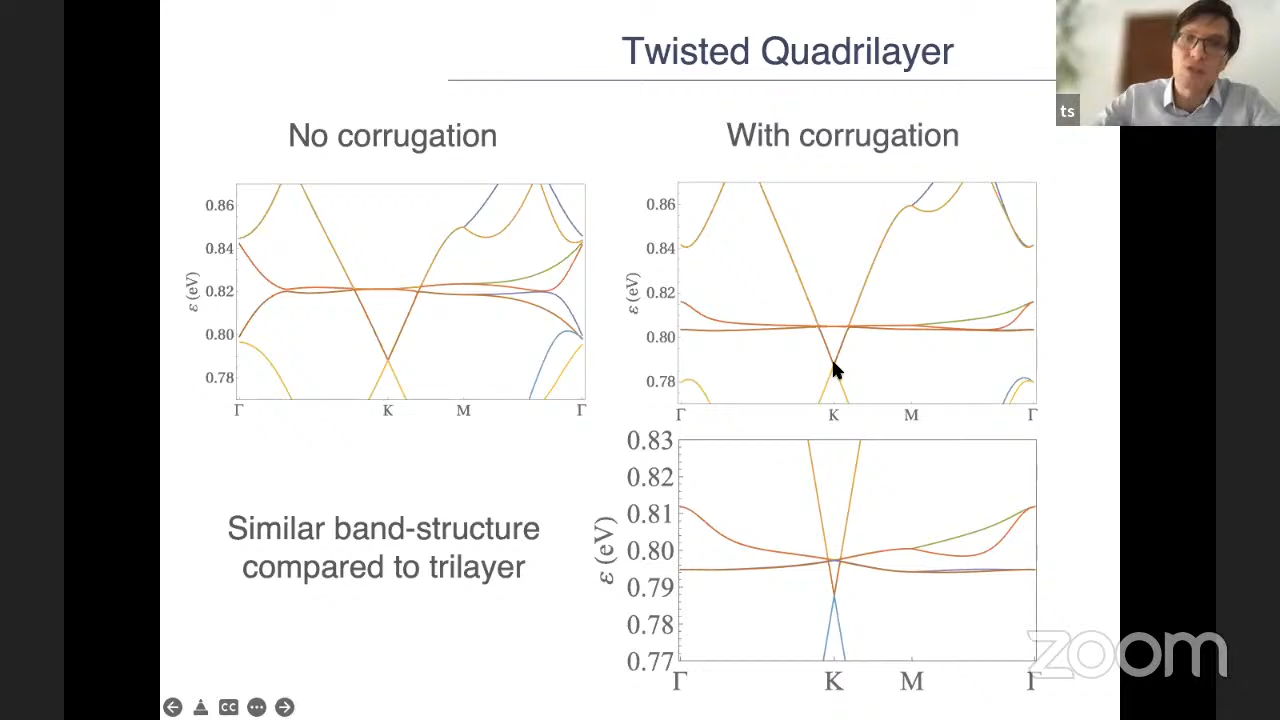 Twisted Quadrilayer
ts
No corrugation
With corrugation
0.86
0.84
0.82
0.80
0.78
ε (eV)
Γ
K
M
Γ
0.86
0.84
0.82
0.80
0.78
ε (eV)
Γ
K
M
Γ
Similar band-structure
compared to trilayer
0.83
0.82
0.81
0.80
0.79
0.78
0.77
ε (eV)
Γ
K
M
Γ
zoom
CC